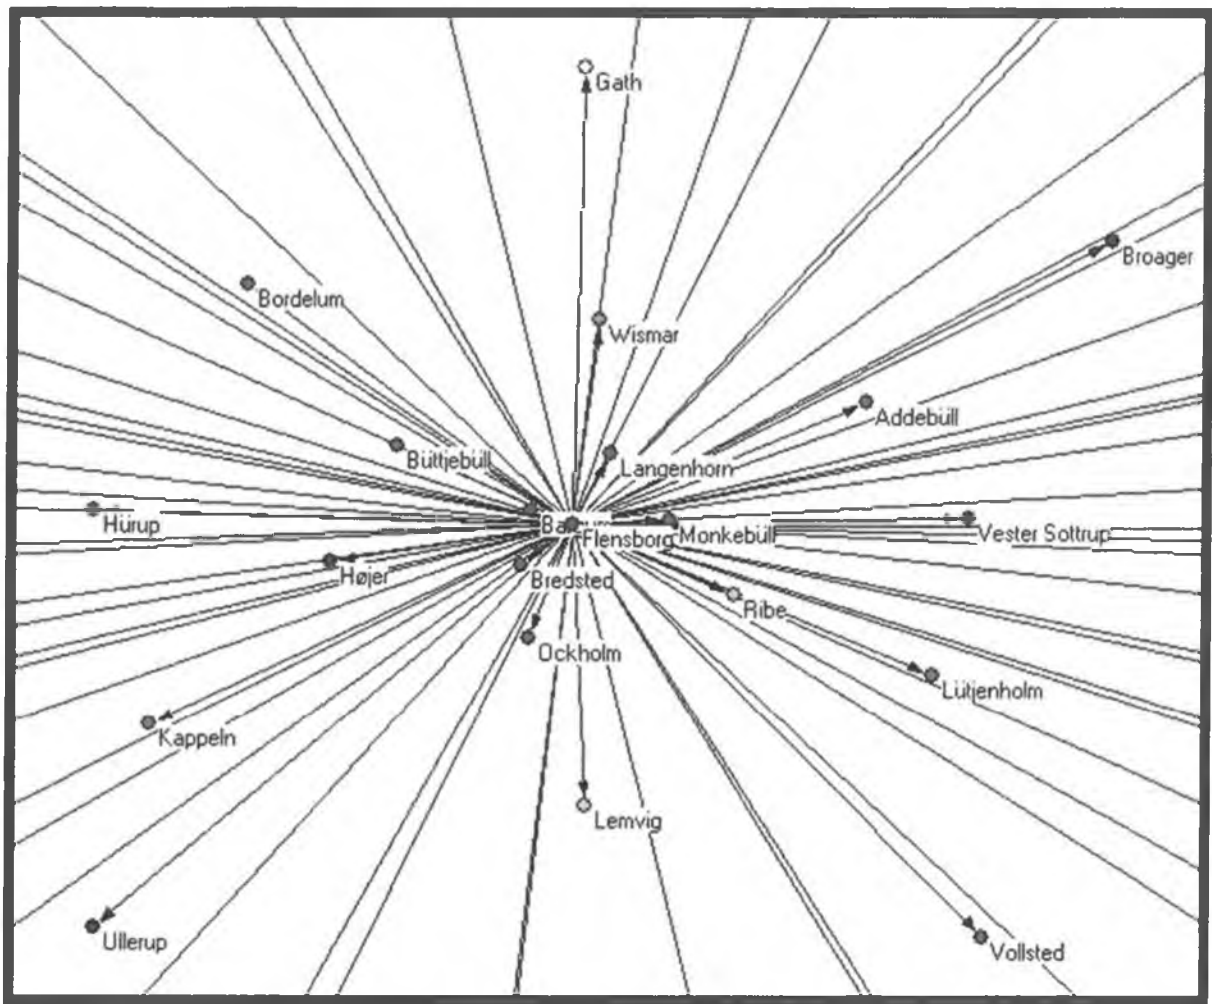 Gath
Broager
Bordelum
Wismar
Addebüll
Büttjebüll
Langenhorn
Hürup
Flensborg
Monkebüll
Vester Sottrup
Højer
Bredsted
Ribe
Ockholm
Lütjenholm
Kappeln
Lemvig
Ullerup
Vollsted